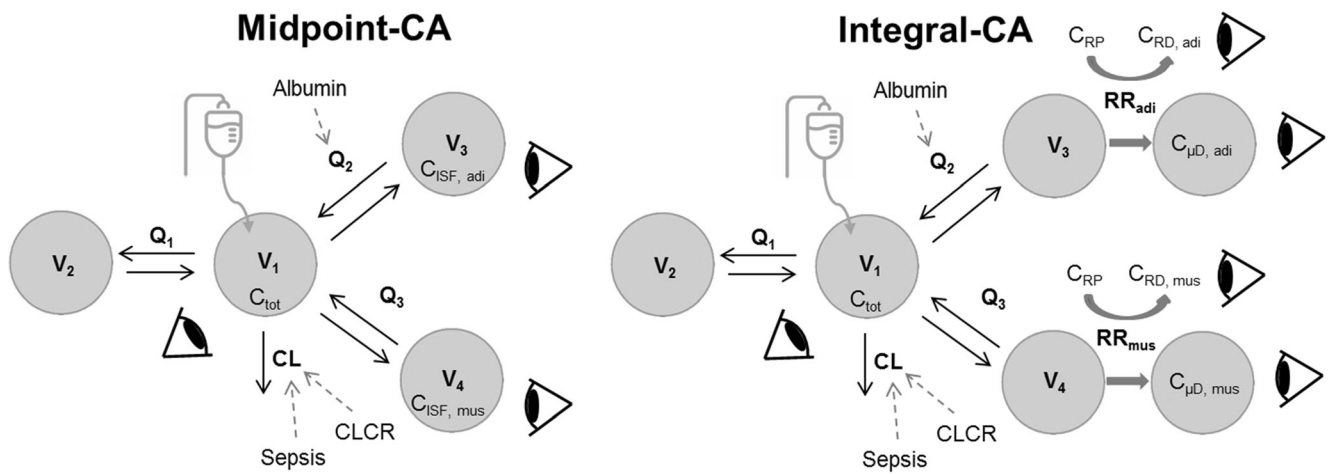 Midpoint-CA
Albumin
Q2
V3
CISF, adi
Q1
V2
V1
Ctot
Q3
CL
V4
CISF, mus
CLCR
Sepsis
Integral-CA
CRP
CRD, adi
RRadi
Albumin
Q2
V3
CµD, adi
Q1
V2
V1
Ctot
CRP
CRD, mus
Q3
RRmus
CL
V4
CµD, mus
CLCR
Sepsis